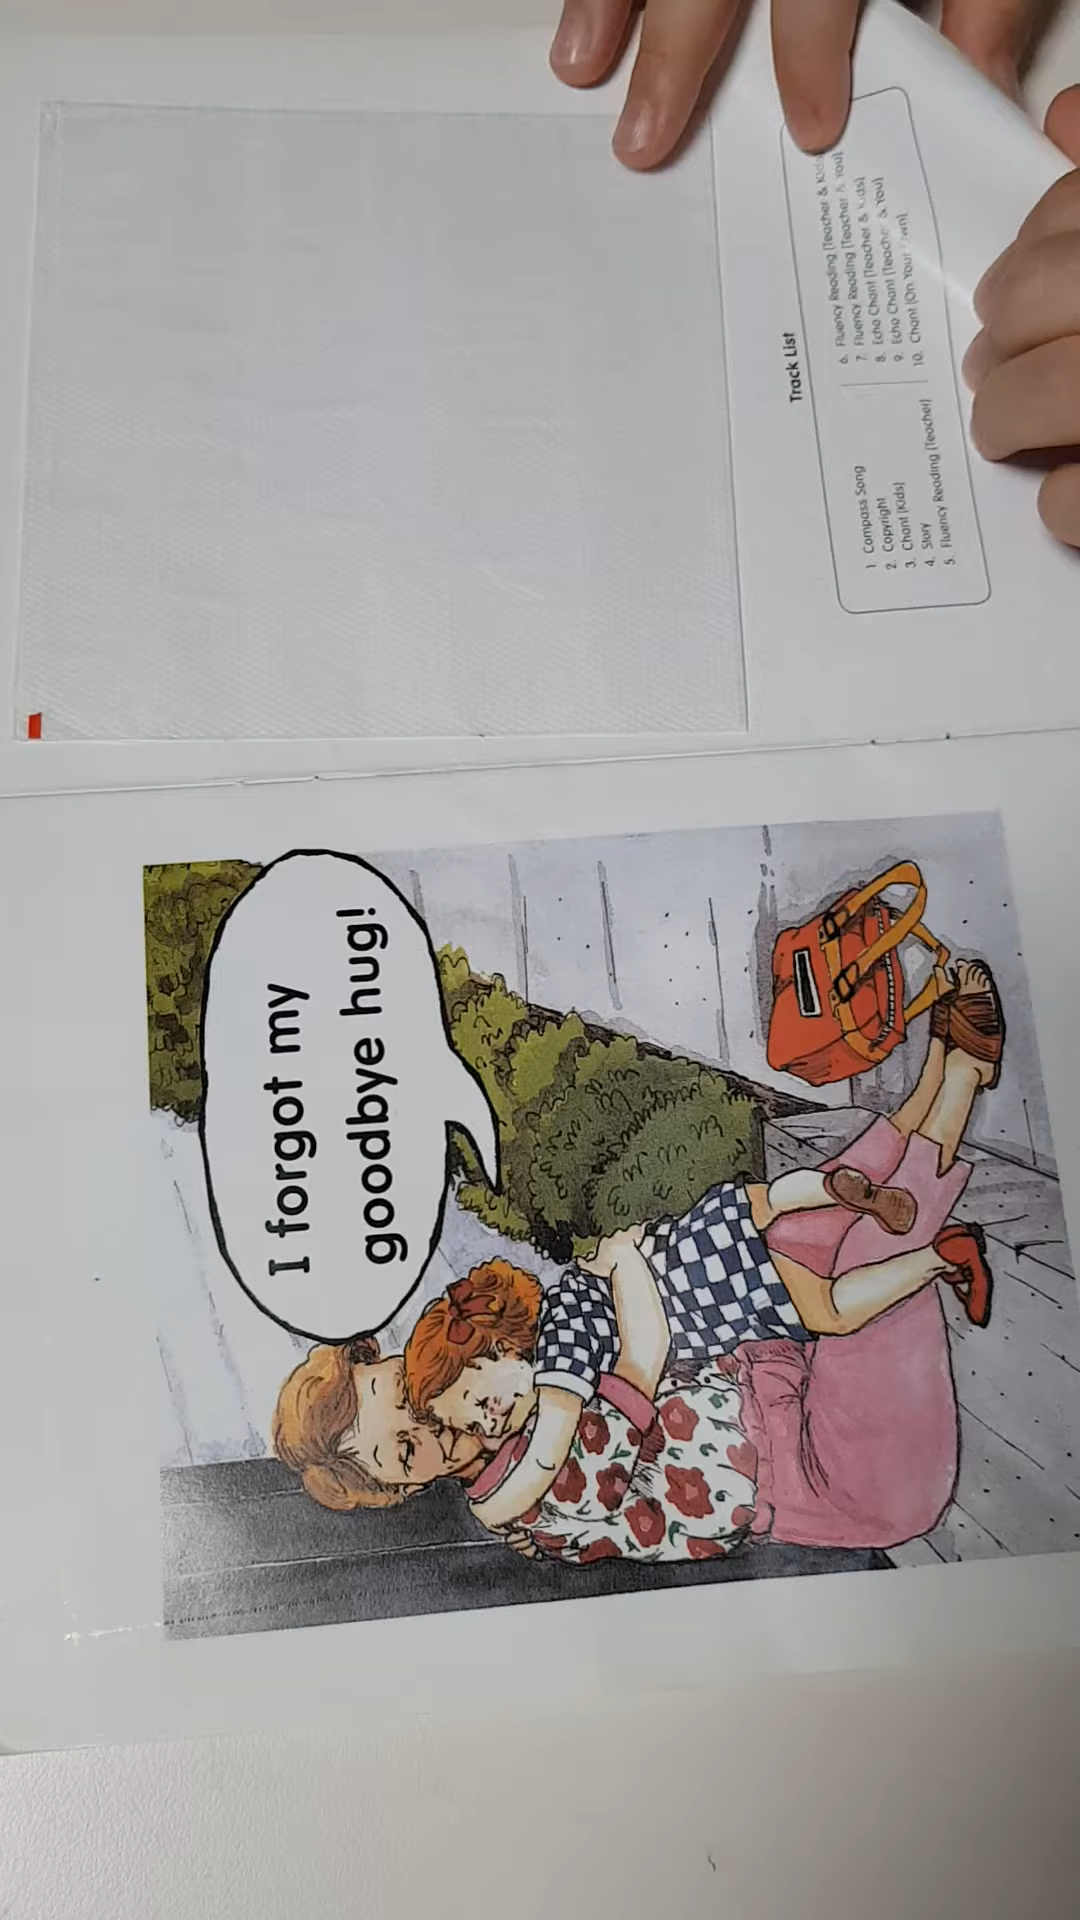 I forgot my
goodbye hug!
Track List
1. Compass Song
2. Copyright
3. Chant (Kids)
4. Story
5. Fluency Reading (Teacher)
6. Fluency Reading (Teacher & Kids)
7. Fluency Reading (Teacher & You)
8. Echo Chant (Teacher & Kids)
9. Echo Chant (Teacher & You)
10. Chant (On Your Own)